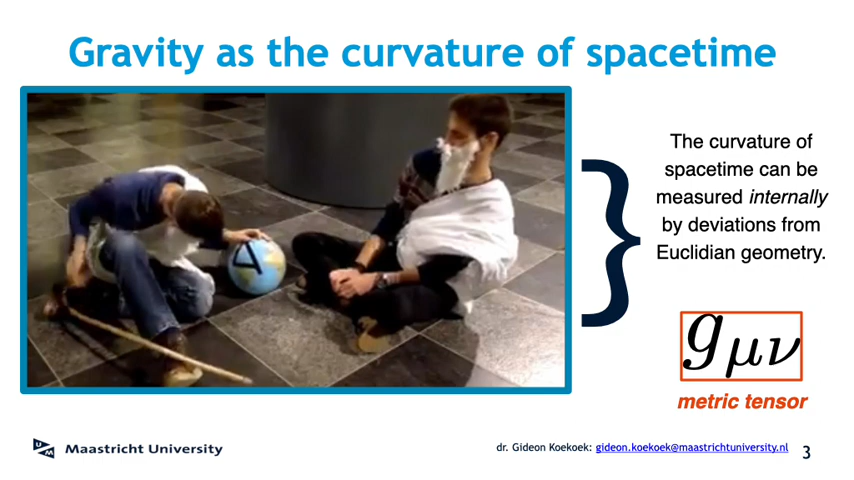 Gravity as the curvature of spacetime
The curvature of
spacetime can be
measured internally
by deviations from
Euclidian geometry.
gμν
metric tensor
UM
Maastricht University
dr. Gideon Koekoek: gideon.koekoek@maastrichtuniversity.nl
3